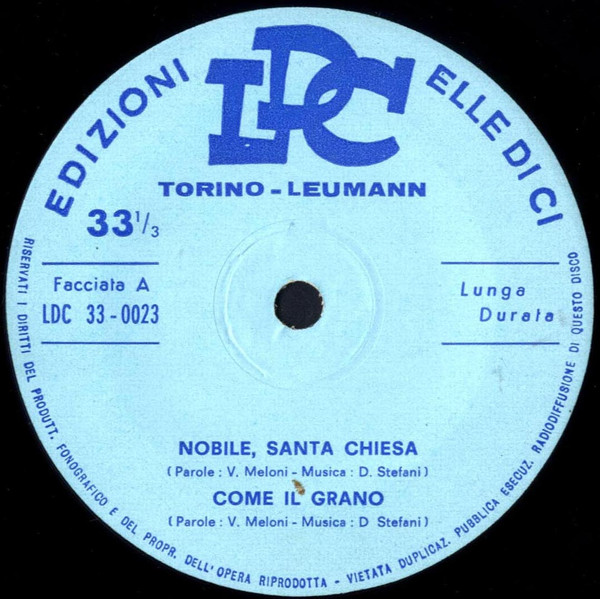 EDIZIONI ELLE DI CI
LDC
TORINO - LEUMANN
33 1/3
Facciata A
LDC 33-0023
Lunga
Durata
NOBILE, SANTA CHIESA
(Parole : V. Meloni - Musica : D. Stefani)
COME IL GRANO
(Parole : V. Meloni - Musica : D Stefani)
RISERVATI I DIRITTI DEL PRODUTT. FONOGRAFICO E DEL PROPR. DELL'OPERA RIPRODOTTA - VIETATA DUPLICAZ. PUBBLICA ESECUZ. RADIODIFFUSIONE DI QUESTO DISCO